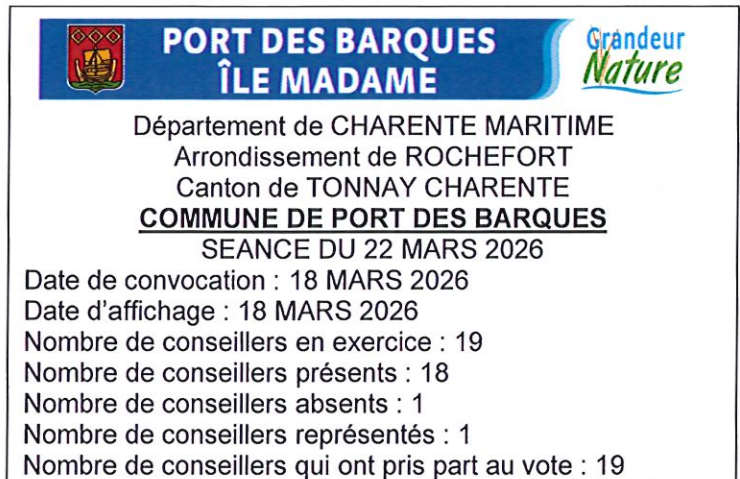 PORT DES BARQUES
ÎLE MADAME
Grandeur
Nature
Département de CHARENTE MARITIME
Arrondissement de ROCHEFORT
Canton de TONNAY CHARENTE
COMMUNE DE PORT DES BARQUES
SEANCE DU 22 MARS 2026
Date de convocation : 18 MARS 2026
Date d'affichage : 18 MARS 2026
Nombre de conseillers en exercice : 19
Nombre de conseillers présents : 18
Nombre de conseillers absents : 1
Nombre de conseillers représentés : 1
Nombre de conseillers qui ont pris part au vote : 19